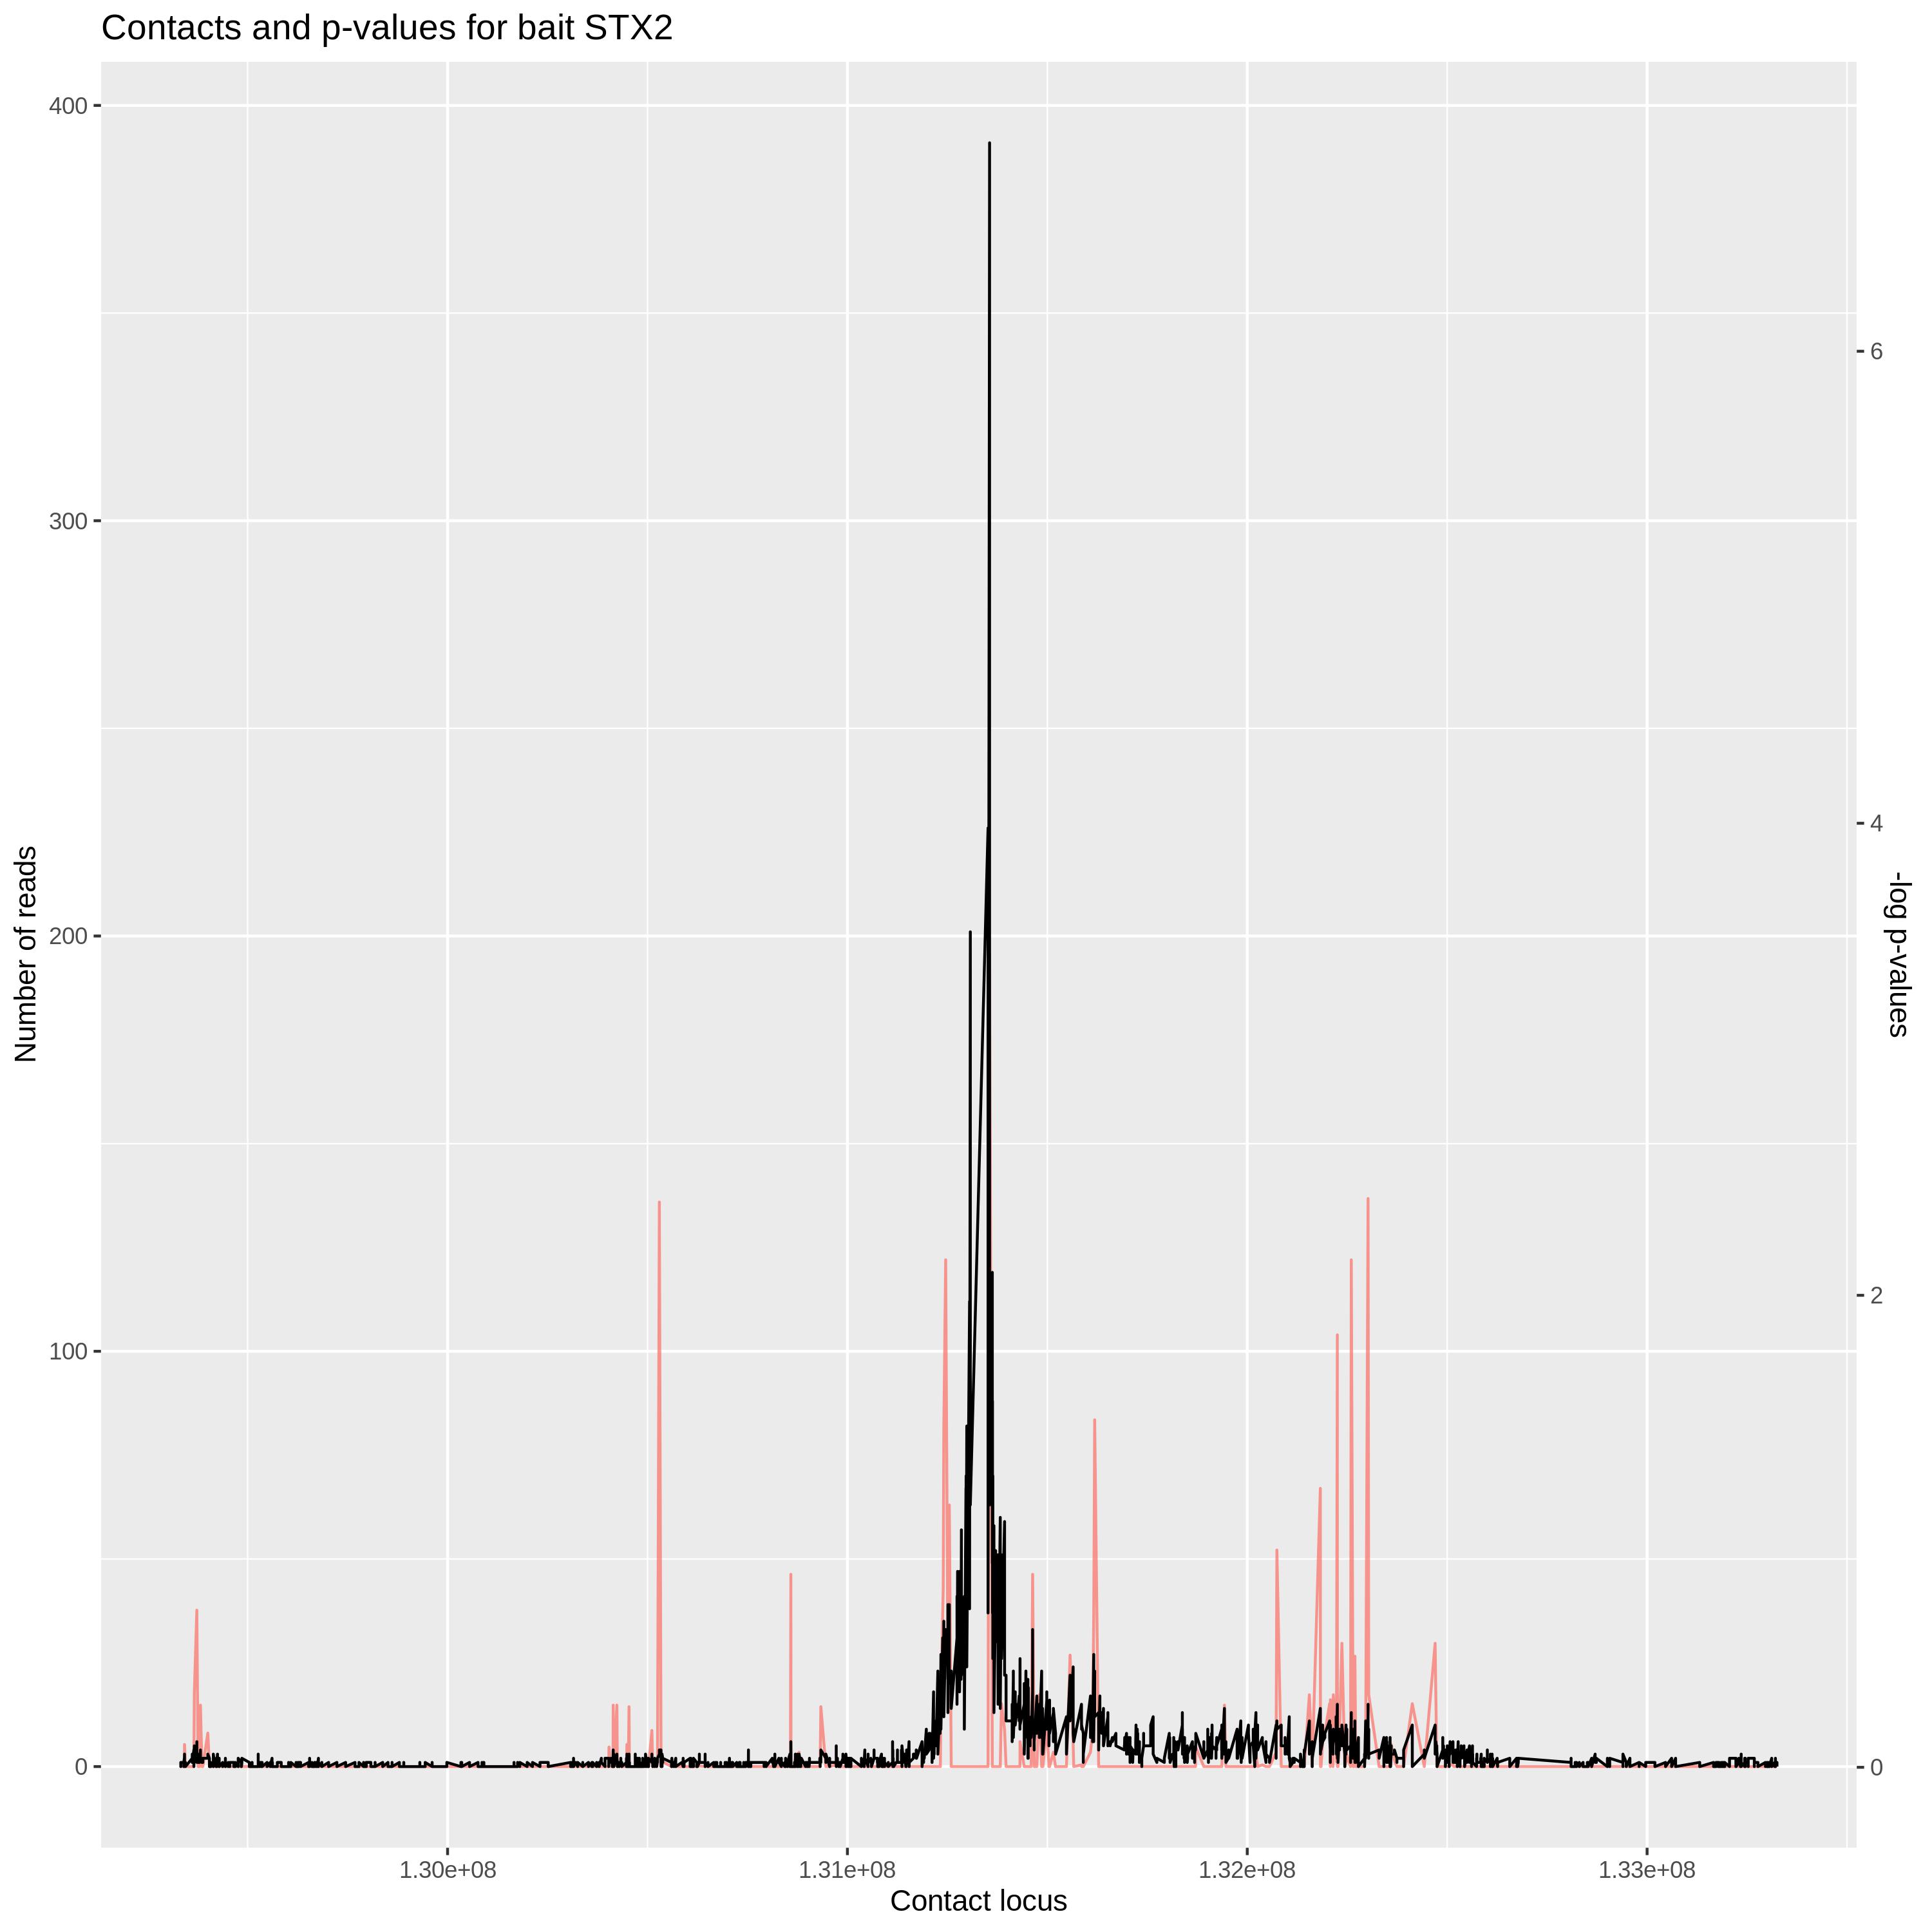 Contacts and p-values for bait STX2
400
300
200
100
0
Number of reads
6
4
2
0
-log p-values
1.30e+08
1.31e+08
1.32e+08
1.33e+08
Contact locus